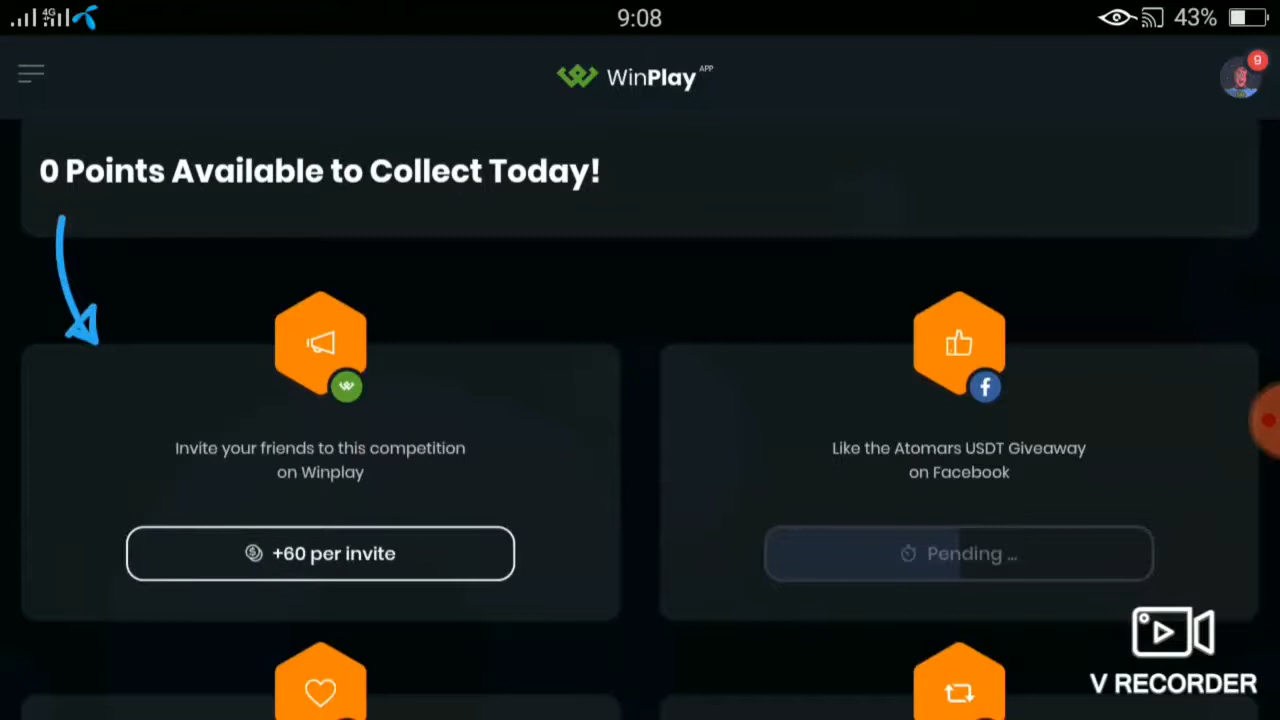 4G
9:08
43%
WinPlay APP
9
0 Points Available to Collect Today!
Invite your friends to this competition
on Winplay
+60 per invite
Like the Atomars USDT Giveaway
on Facebook
Pending ...
V RECORDER